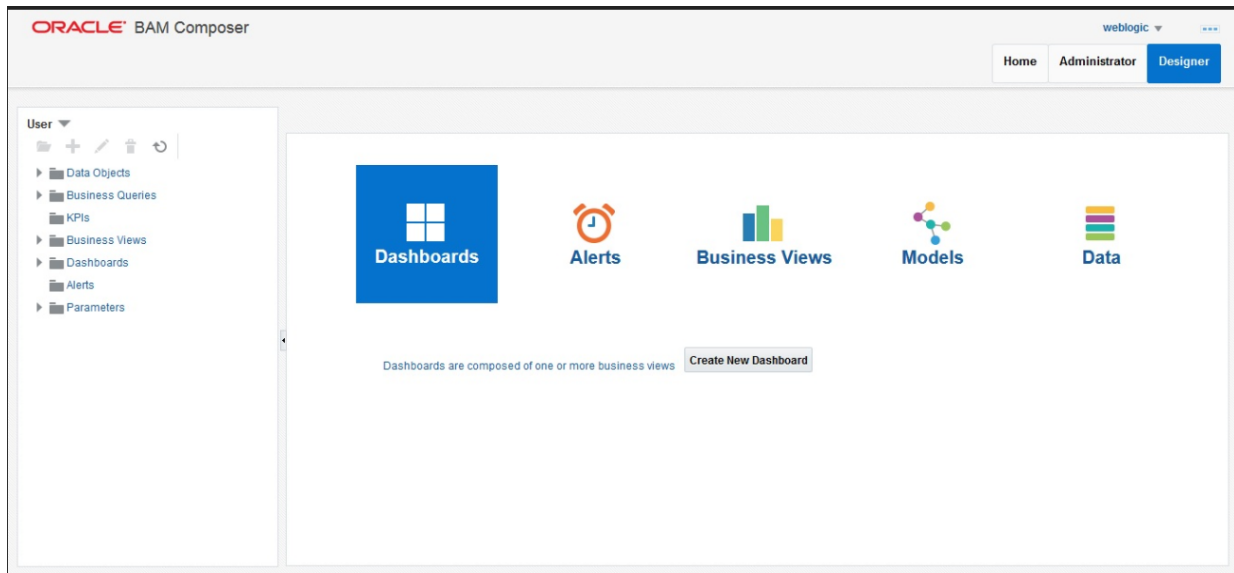 ORACLE BAM Composer
weblogic
Home Administrator Designer
User
Data Objects
Business Queries
KPIs
Business Views
Dashboards
Alerts
Parameters
Dashboards Alerts Business Views Models Data
Dashboards are composed of one or more business views Create New Dashboard